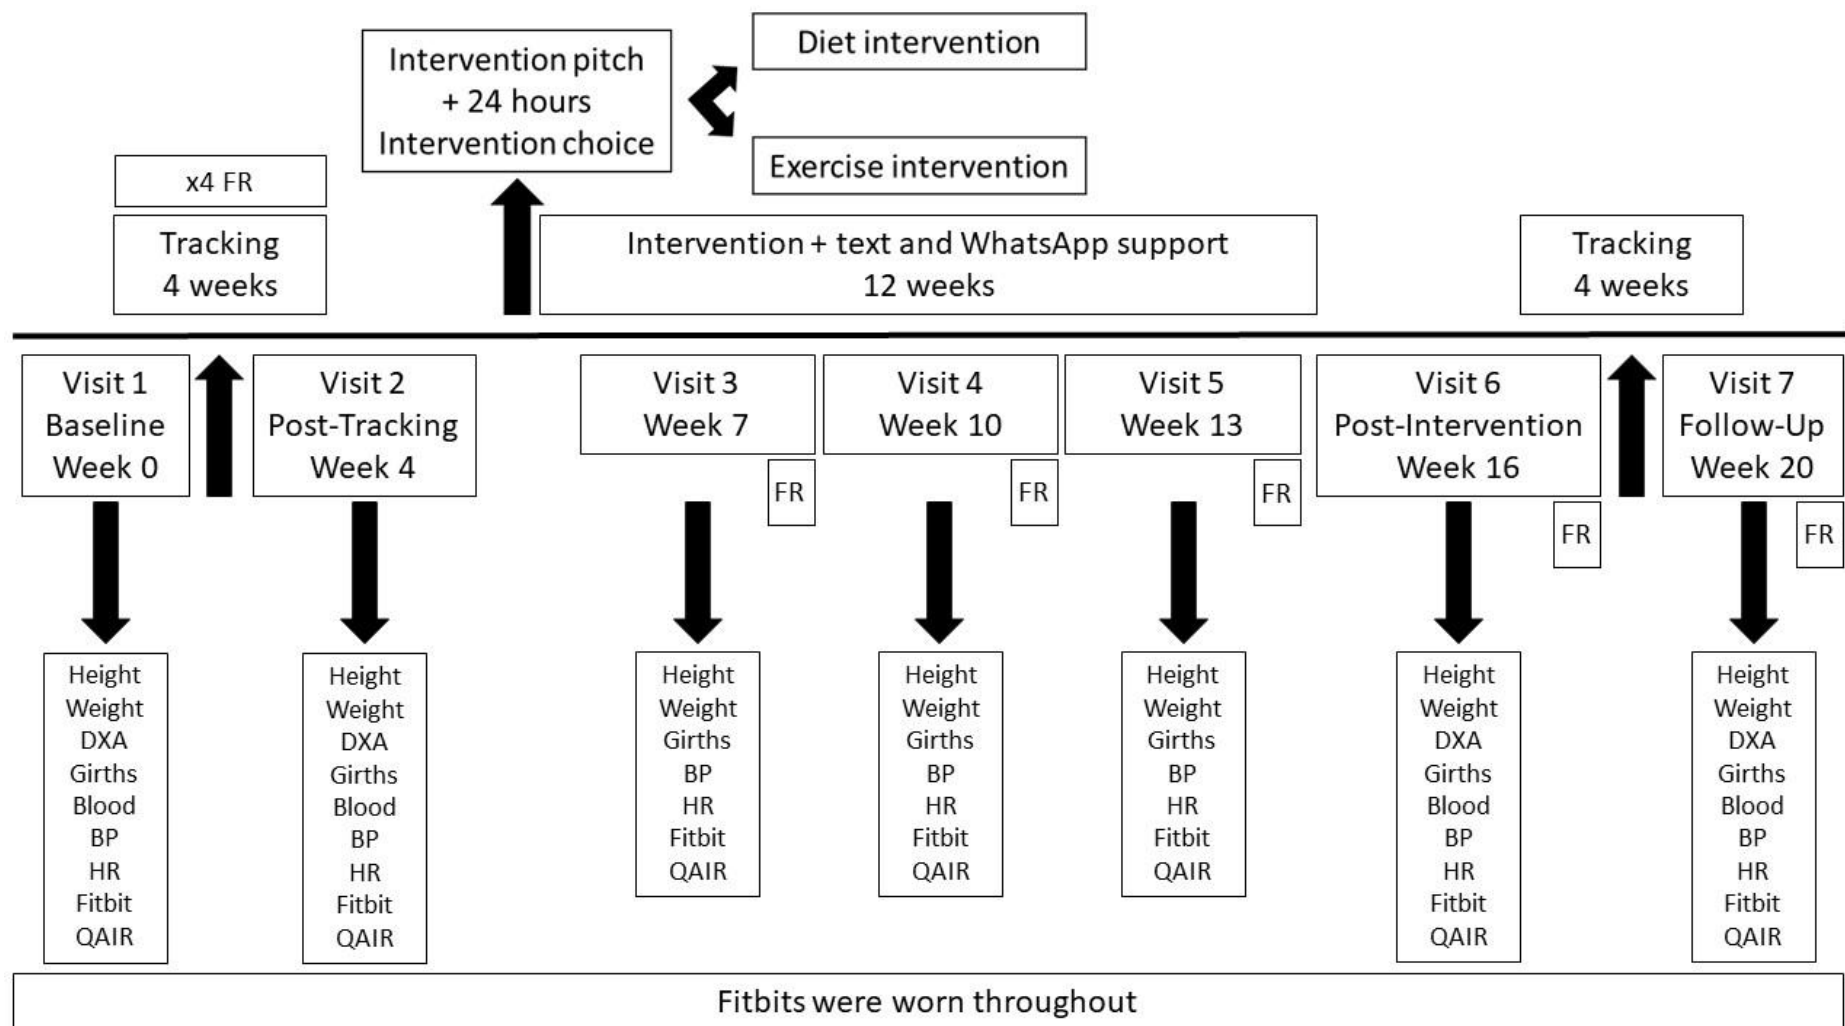 Intervention pitch
+ 24 hours
Intervention choice
Diet intervention
Exercise intervention
x4 FR
Tracking
4 weeks
Intervention + text and WhatsApp support
12 weeks
Tracking
4 weeks
Visit 1
Baseline
Week 0
Visit 2
Post-Tracking
Week 4
Visit 3
Week 7
FR
Visit 4
Week 10
FR
Visit 5
Week 13
FR
Visit 6
Post-Intervention
Week 16
FR
Visit 7
Follow-Up
Week 20
FR
Height
Weight
DXA
Girths
Blood
BP
HR
Fitbit
QAIR
Height
Weight
DXA
Girths
Blood
BP
HR
Fitbit
QAIR
Height
Weight
Girths
BP
HR
Fitbit
QAIR
Height
Weight
Girths
BP
HR
Fitbit
QAIR
Height
Weight
Girths
BP
HR
Fitbit
QAIR
Height
Weight
DXA
Girths
Blood
BP
HR
Fitbit
QAIR
Height
Weight
DXA
Girths
Blood
BP
HR
Fitbit
QAIR
Fitbits were worn throughout